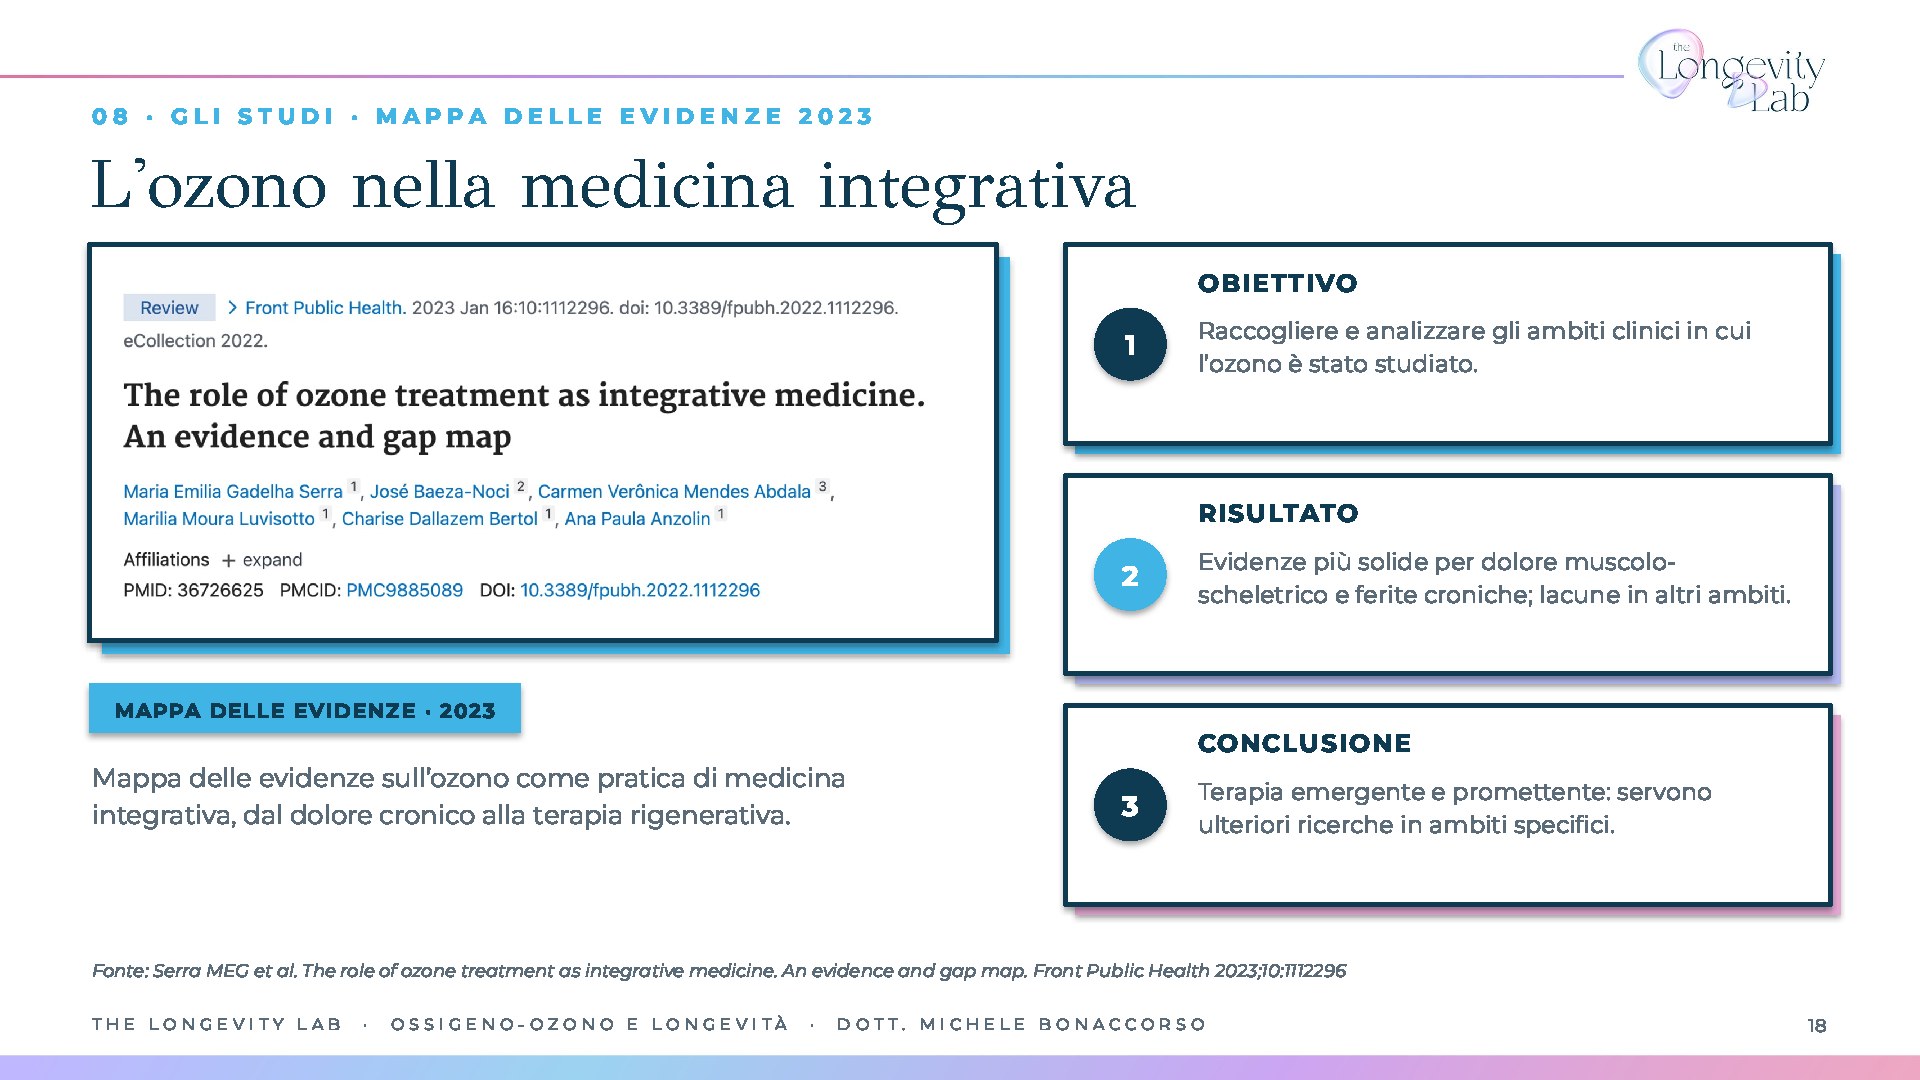 the
Longevity
Lab
08 · GLI STUDI · MAPPA DELLE EVIDENZE 2023
L’ozono nella medicina integrativa
Review > Front Public Health. 2023 Jan 16:10:1112296. doi: 10.3389/fpubh.2022.1112296.
eCollection 2022.
The role of ozone treatment as integrative medicine.
An evidence and gap map
Maria Emilia Gadelha Serra 1, José Baeza-Noci 2, Carmen Verônica Mendes Abdala 3,
Marilia Moura Luvisotto 1, Charise Dallazem Bertol 1, Ana Paula Anzolin 1
Affiliations + expand
PMID: 36726625 PMCID: PMC9885089 DOI: 10.3389/fpubh.2022.1112296
MAPPA DELLE EVIDENZE · 2023
Mappa delle evidenze sull’ozono come pratica di medicina
integrativa, dal dolore cronico alla terapia rigenerativa.
1
OBIETTIVO
Raccogliere e analizzare gli ambiti clinici in cui
l’ozono è stato studiato.
2
RISULTATO
Evidenze più solide per dolore muscolo-
scheletrico e ferite croniche; lacune in altri ambiti.
3
CONCLUSIONE
Terapia emergente e promettente: servono
ulteriori ricerche in ambiti specifici.
Fonte: Serra MEG et al. The role of ozone treatment as integrative medicine. An evidence and gap map. Front Public Health 2023;10:1112296
THE LONGEVITY LAB · OSSIGENO-OZONO E LONGEVITÀ · DOTT. MICHELE BONACCORSO
18